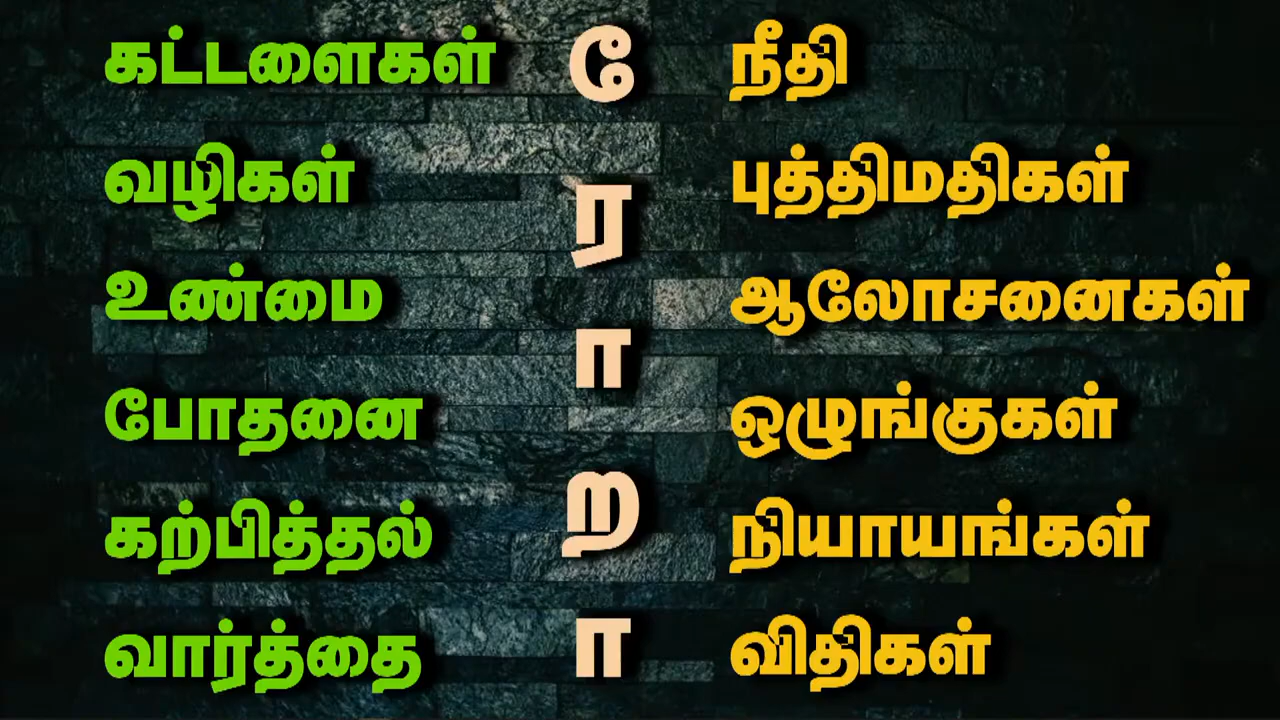 கட்டளைகள்
வழிகள்
உண்மை
போதனை
கற்பித்தல்
வார்த்தை
ே
ர
ா
ற
ா
நீதி
புத்திமதிகள்
ஆலோசனைகள்
ஒழுங்குகள்
நியாயங்கள்
விதிகள்